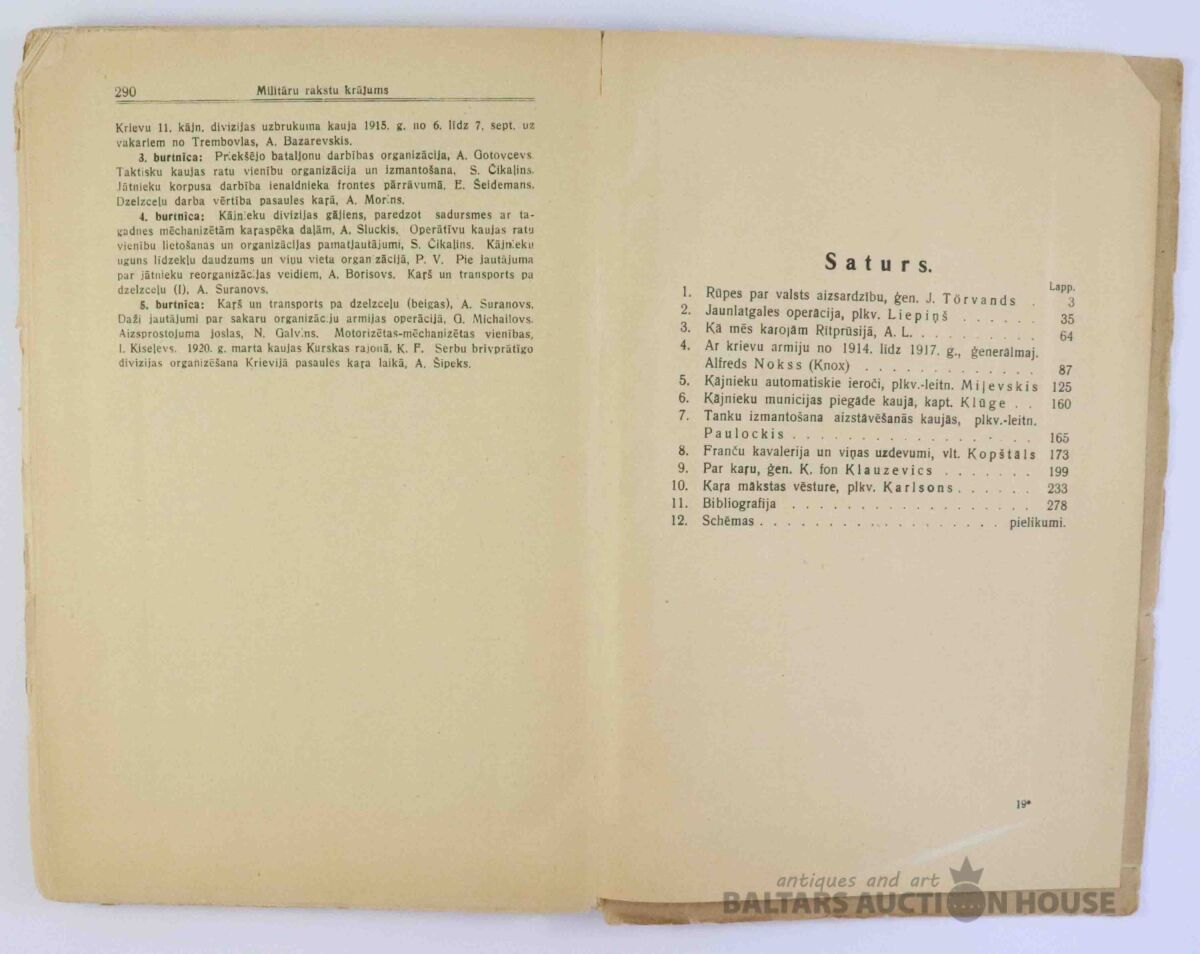 290 Militāru rakstu krājums
Krievu 11. kājn. divizijas uzbrukuma kauja 1915. g. no 6. līdz 7. sept. uz
vakariem no Trembovlas, A. Bazarevskis.
3. burtnīca: Priekšējo bataljonu darbības organizācija, A. Gotovcevs.
Taktisku kaujas ratu vienību organizācija un izmantošana, S. Čikaļins.
Jātnieku korpusa darbība ienaidnieka frontes pārrāvumā, E. Šeidemans.
Dzelzceļu darba vērtība pasaules kaŗā, A. Morins.
4. burtnīca: Kājnieku divizijas gājiens, paredzot sadursmes ar ta-
gadnes mēchanizētām kaŗaspēka daļām, A. Sluckis. Operātīvu kaujas ratu
vienību lietošanas un organizācijas pamatjautājumi, S. Čikaļins. Kājnieku
uguns līdzekļu daudzums un viņu vieta organizācijā, P. V. Pie jautājuma
par jātnieku reorganizācijas veidiem, A. Borisovs. Kaŗš un transports pa
dzelzceļu (I), A. Suranovs.
5. burtnīca: Kaŗš un transports pa dzelzceļu (beigas), A. Suranovs.
Daži jautājumi par sakaru organizāciju armijas operācijā, G. Michailovs.
Aizsprostojuma joslas, N. Galvins. Motorizētas-mēchanizētas vienības,
I. Kiseļevs. 1920. g. marta kaujas Kurskas rajonā, K. F. Serbu brīvprātīgo
divizijas organizēšana Krievijā pasaules kaŗa laikā, A. Šipeks.
Saturs.
Lapp.
1. Rūpes par valsts aizsardzību, ģen. J. Törvands . 3
2. Jaunlatgales operācija, plkv. Liepiņš . . . . . . 35
3. Kā mēs karojām Rītprūsijā, A. L. . . . . . . . . . 64
4. Ar krievu armiju no 1914. līdz 1917. g., ģenerālmaj.
Alfreds Nokss (Knox) . . . . . . . . . . . . . 87
5. Kājnieku automatiskie ieroči, plkv.-leitn. Miļevskis 125
6. Kājnieku municijas piegāde kaujā, kapt. Klūge . . 160
7. Tanku izmantošana aizstāvēšanās kaujās, plkv.-leitn.
Paulockis . . . . . . . . . . . . . . . . . . 165
8. Franču kavalerija un viņas uzdevumi, vlt. Kopštāls 173
9. Par kaŗu, ģen. K. fon Klauzevics . . . . . . . 199
10. Kaŗa mākstas vēsture, plkv. Karlsons . . . . . . 233
11. Bibliografija . . . . . . . . . . . . . . . . . . 278
12. Schēmas . . . . . . . . . . . . . . . . . . . pielikumi.
19*
antiques and art
BALTARS AUCTION HOUSE